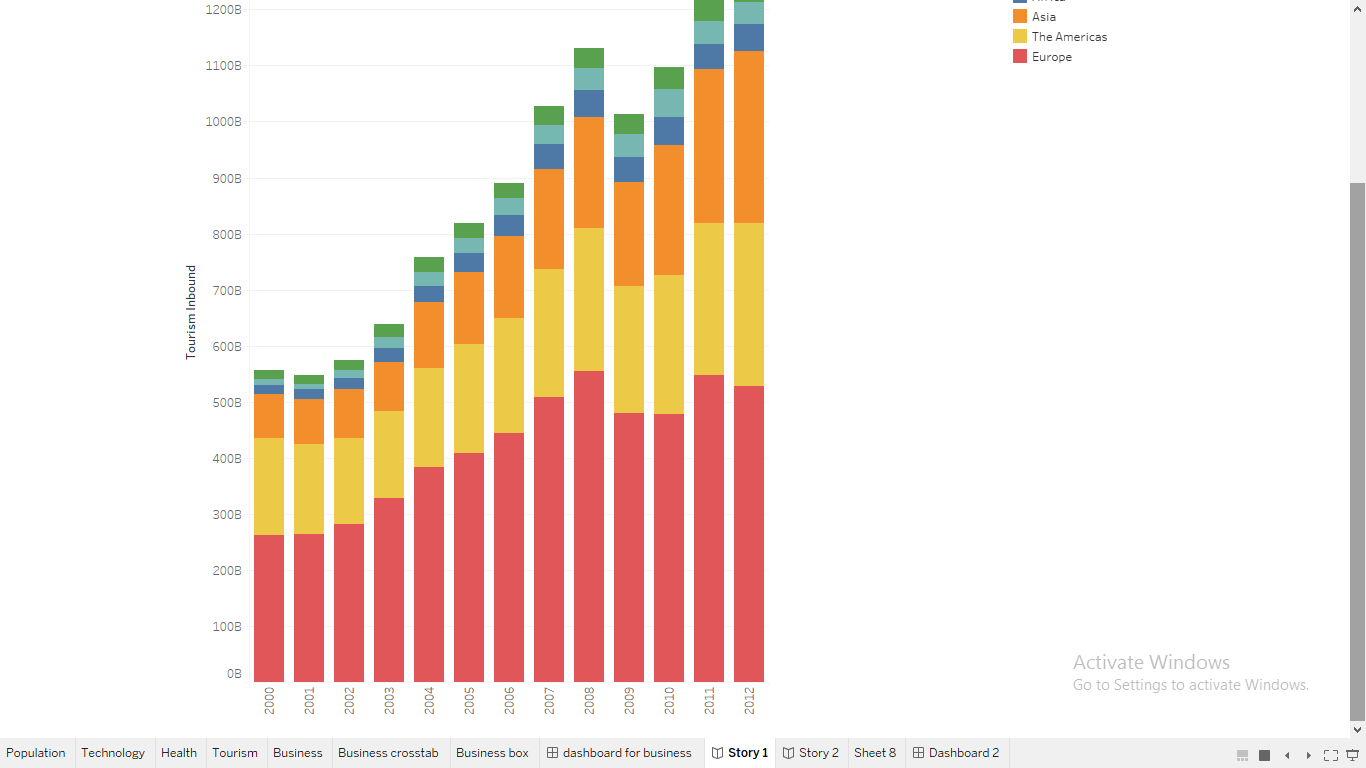 1200B
1100B
1000B
900B
800B
700B
600B
500B
400B
300B
200B
100B
0B
Tourism Inbound
2000 2001 2002 2003 2004 2005 2006 2007 2008 2009 2010 2011 2012
Asia
The Americas
Europe
Activate Windows
Go to Settings to activate Windows.
Population Technology Health Tourism Business Business crosstab Business box dashboard for business Story 1 Story 2 Sheet 8 Dashboard 2